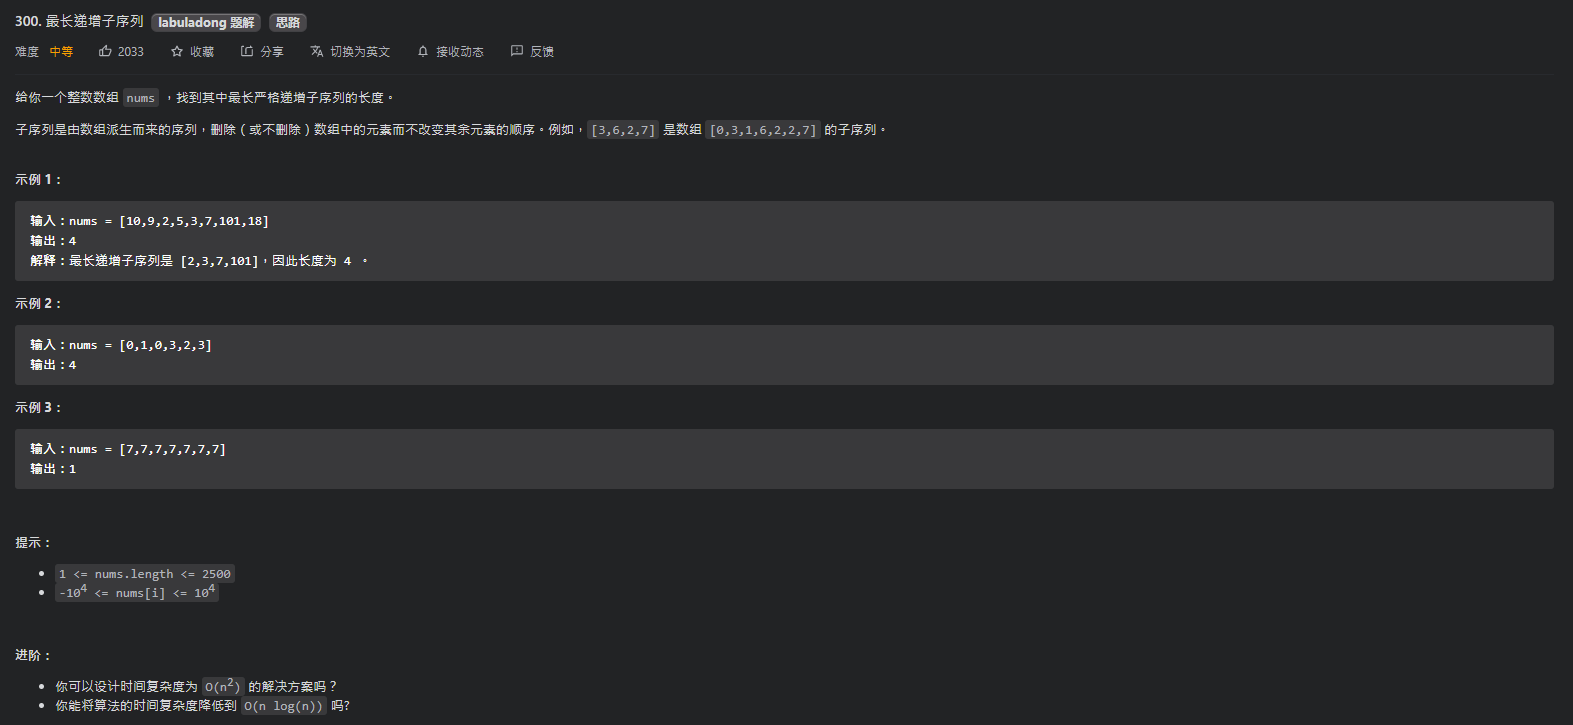 300. 最长递增子序列 labuladong 题解 思路
难度 中等 2033 收藏 分享 切换为英文 接收动态 反馈
给你一个整数数组 nums ，找到其中最长严格递增子序列的长度。
子序列是由数组派生而来的序列，删除（或不删除）数组中的元素而不改变其余元素的顺序。例如，[3,6,2,7] 是数组 [0,3,1,6,2,2,7] 的子序列。
示例 1：
输入：nums = [10,9,2,5,3,7,101,18]
输出：4
解释：最长递增子序列是 [2,3,7,101]，因此长度为 4 。
示例 2：
输入：nums = [0,1,0,3,2,3]
输出：4
示例 3：
输入：nums = [7,7,7,7,7,7,7]
输出：1
提示：
1 <= nums.length <= 2500
-10⁴ <= nums[i] <= 10⁴
进阶：
你可以设计时间复杂度为 O(n²) 的解决方案吗？
你能将算法的时间复杂度降低到 O(n log(n)) 吗?